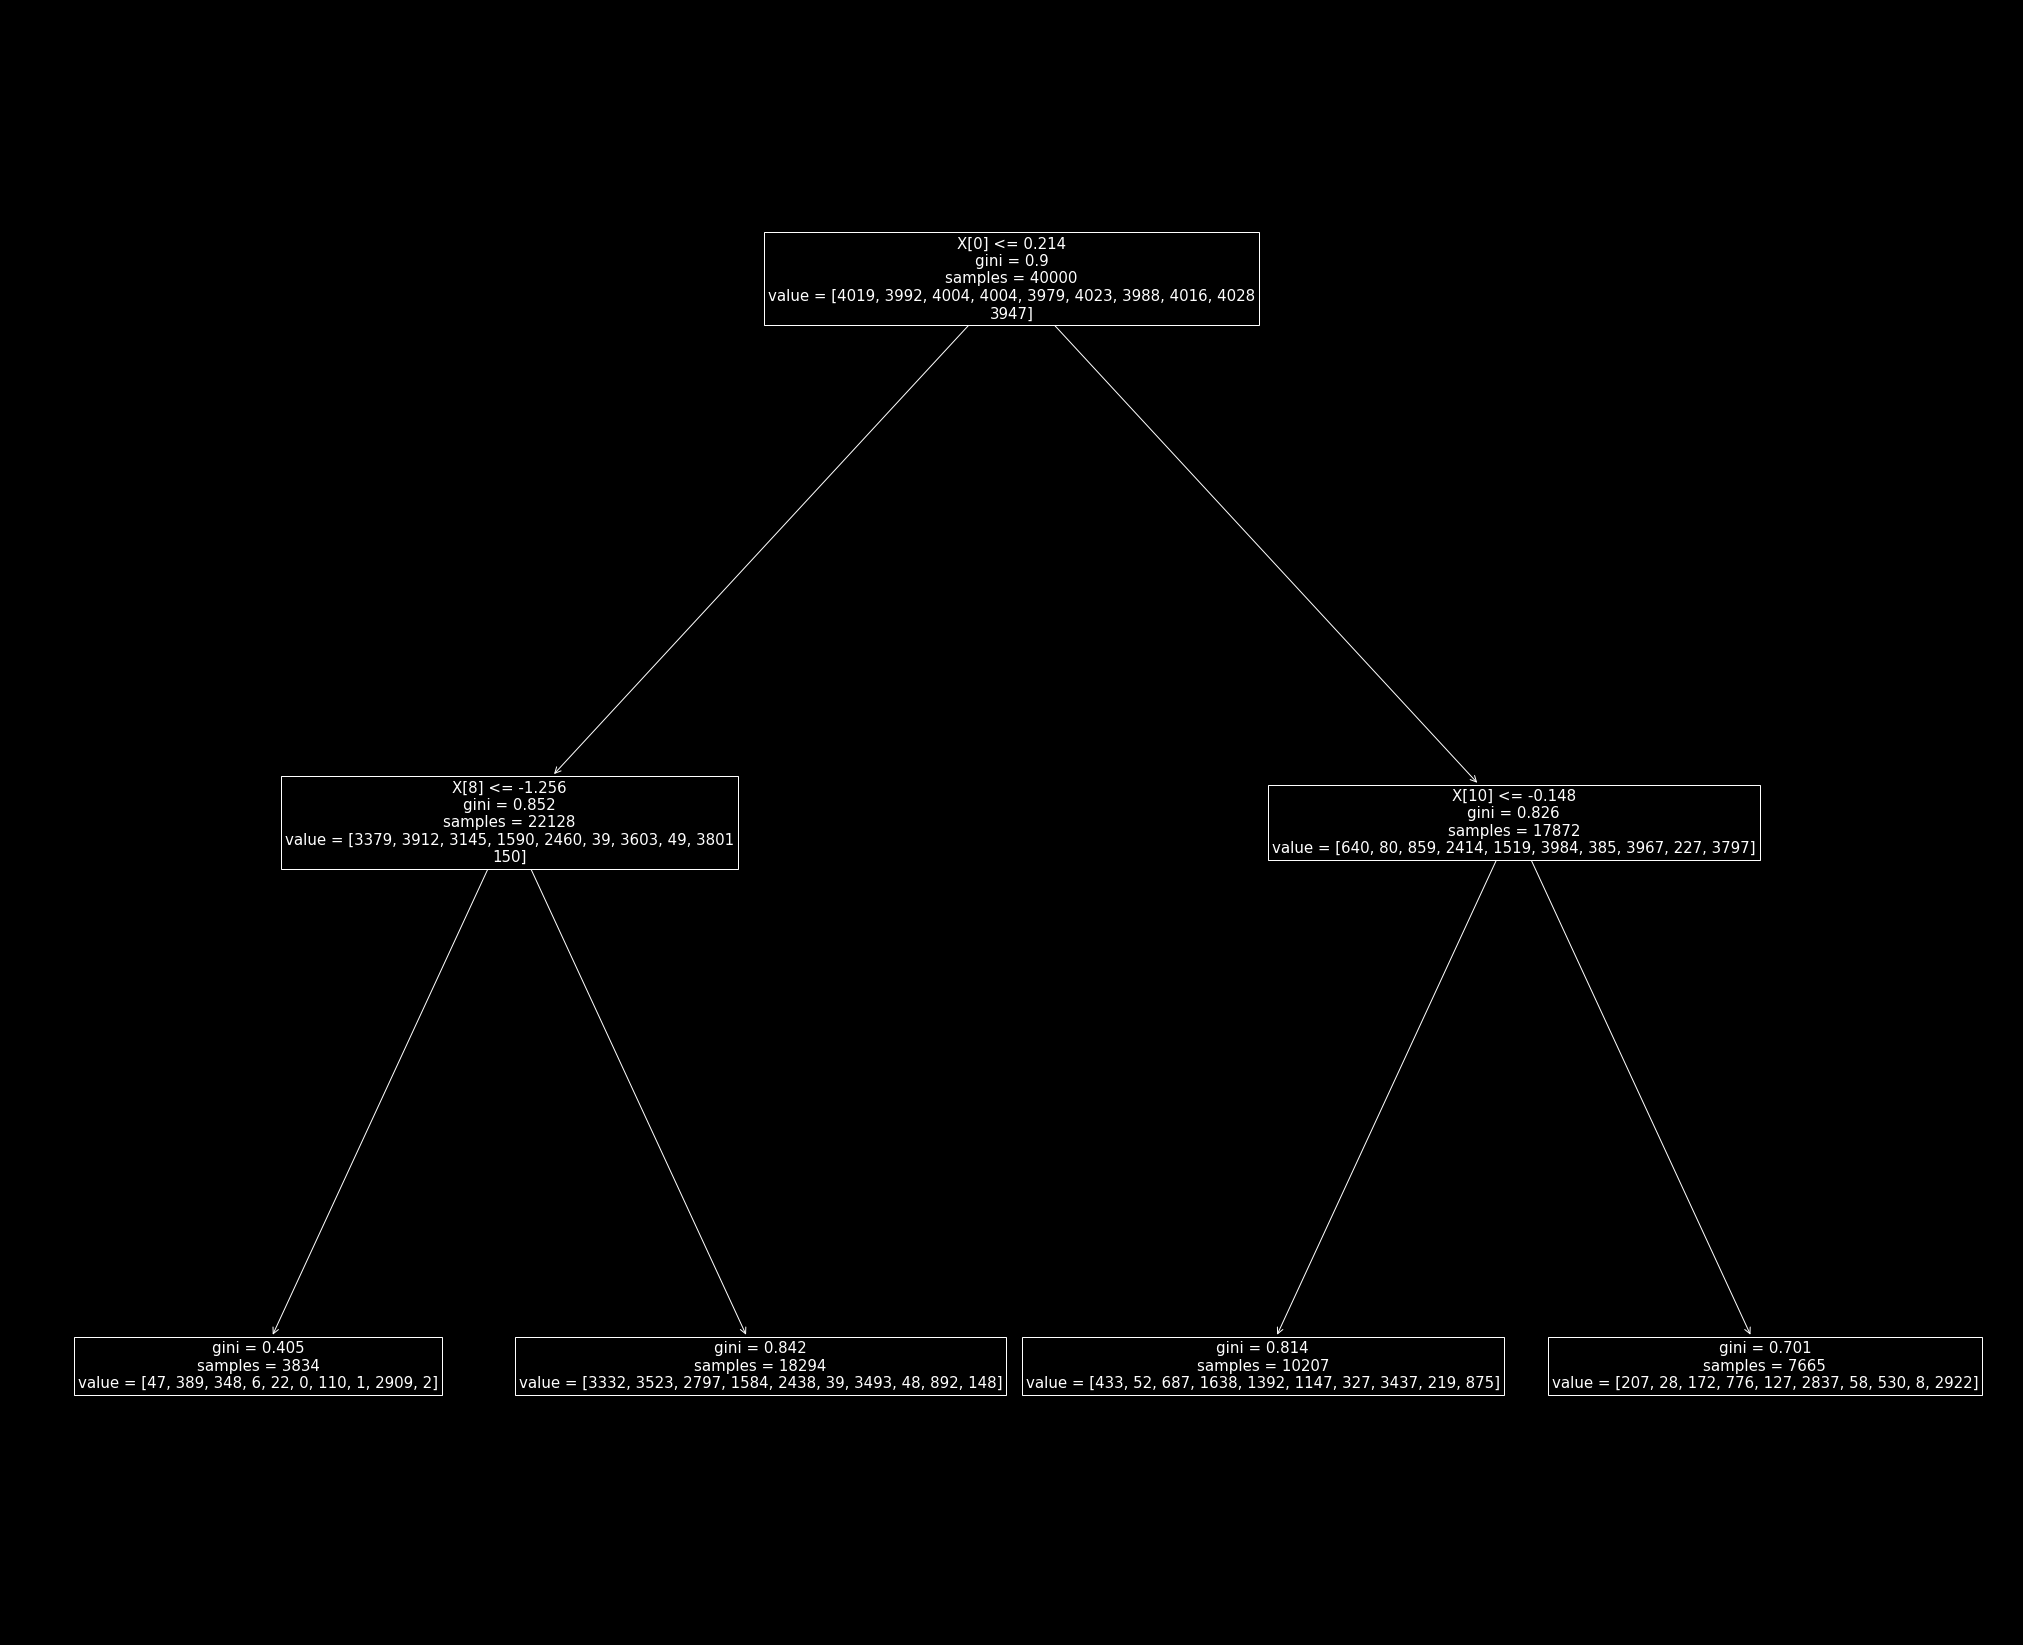 X[0] <= 0.214
gini = 0.9
samples = 40000
value = [4019, 3992, 4004, 4004, 3979, 4023, 3988, 4016, 4028
3947]
X[8] <= -1.256
gini = 0.852
samples = 22128
value = [3379, 3912, 3145, 1590, 2460, 39, 3603, 49, 3801
150]
X[10] <= -0.148
gini = 0.826
samples = 17872
value = [640, 80, 859, 2414, 1519, 3984, 385, 3967, 227, 3797]
gini = 0.405
samples = 3834
value = [47, 389, 348, 6, 22, 0, 110, 1, 2909, 2]
gini = 0.842
samples = 18294
value = [3332, 3523, 2797, 1584, 2438, 39, 3493, 48, 892, 148]
gini = 0.814
samples = 10207
value = [433, 52, 687, 1638, 1392, 1147, 327, 3437, 219, 875]
gini = 0.701
samples = 7665
value = [207, 28, 172, 776, 127, 2837, 58, 530, 8, 2922]